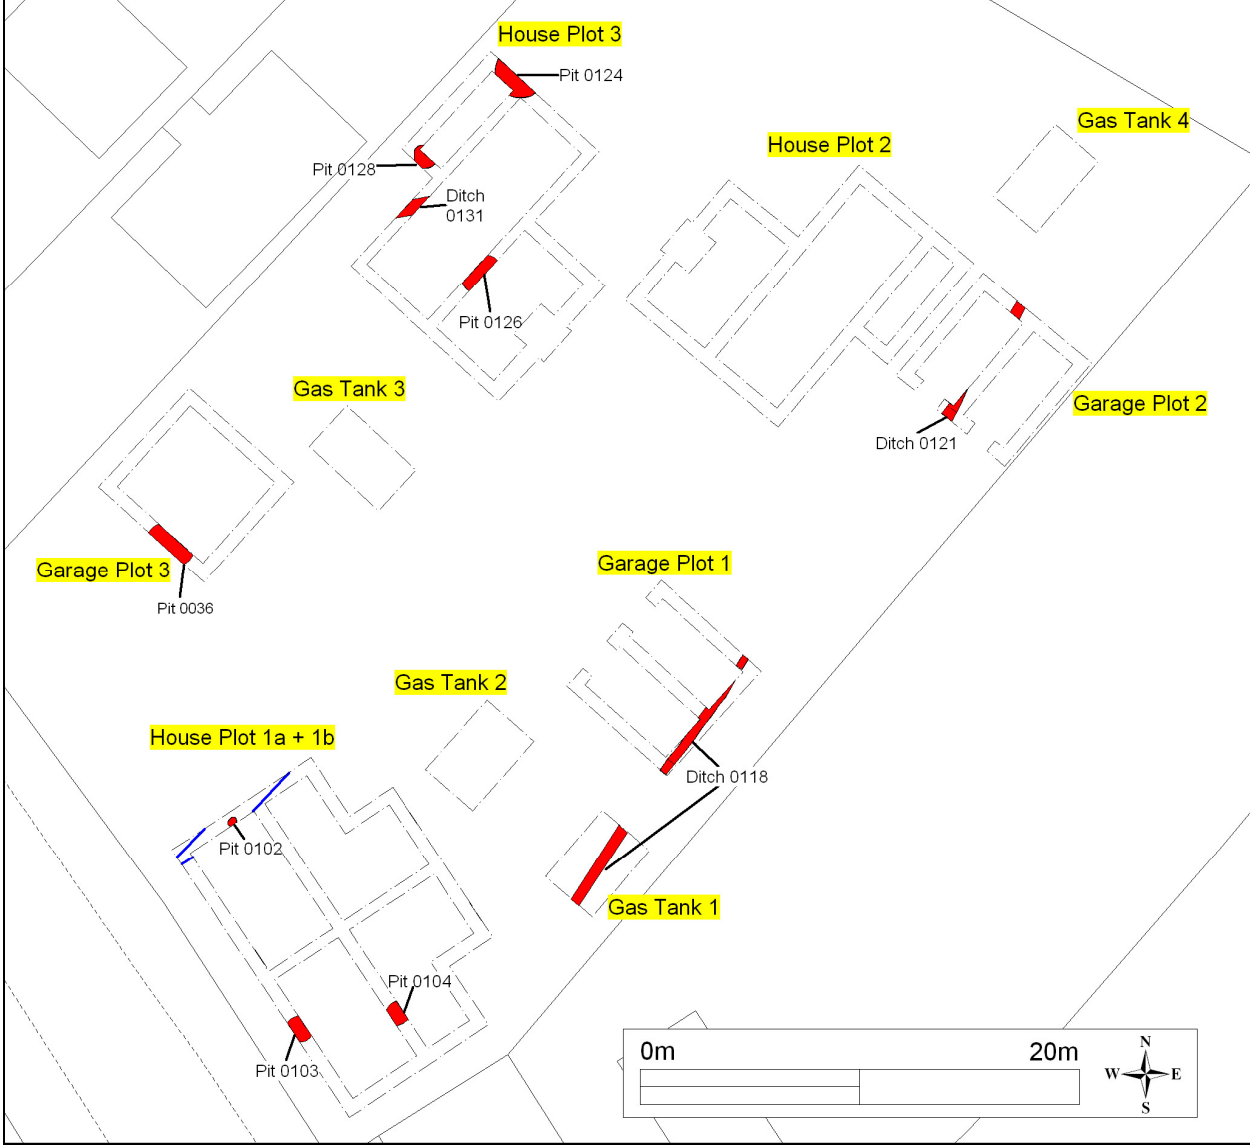 House Plot 3
Pit 0124
Gas Tank 4
House Plot 2
Pit 0128
Ditch
0131
Pit 0126
Gas Tank 3
Garage Plot 2
Ditch 0121
Garage Plot 3
Pit 0036
Garage Plot 1
Gas Tank 2
House Plot 1a + 1b
Ditch 0118
Pit 0102
Gas Tank 1
Pit 0104
Pit 0103
0m
20m
N
W
E
S